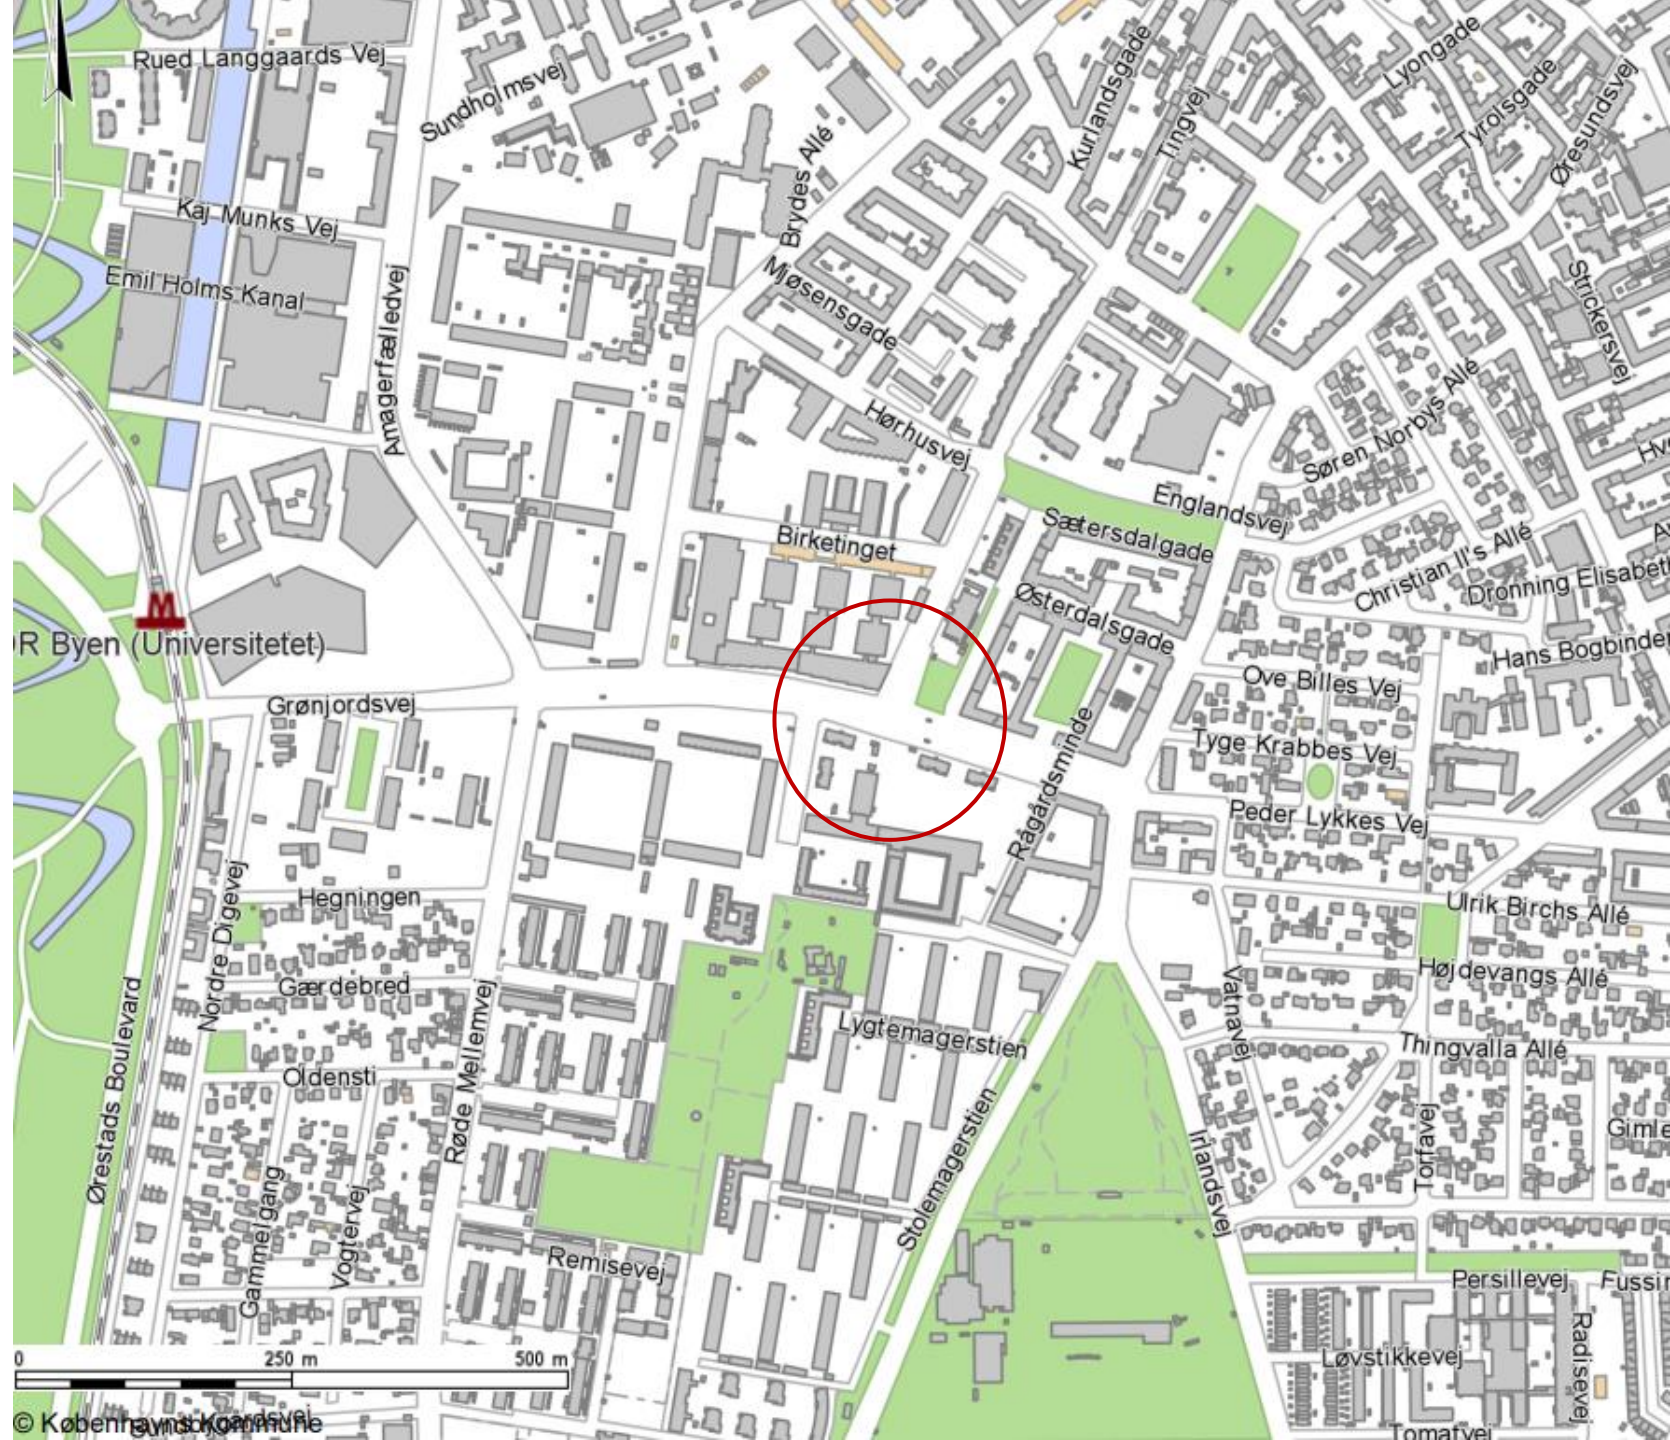 Rued Langgaards Vej
Sundholmsvej
Brydes Allé
Kurlandsgade
Tingvej
Lyongade
Tyrolsgade
Øresundsvej
Kaj Munks Vej
Emil Holms Kanal
Amagerfælledvej
Mjøsensgade
Strickersvej
Hørhusvej
Søren Norbys Allé
Englandsvej
Birketinget
Sætersdalgade
Østerdalsgade
Christian II's Allé
Dronning Elisabet
M
R Byen (Universitetet)
Hans Bogbinder
Ove Billes Vej
Grønjordsvej
Tyge Krabbes Vej
Rågårdsminde
Peder Lykkes Vej
Hegningen
Nordre Digevej
Ulrik Birchs Allé
Gærdebred
Højdevangs Allé
Vatnavej
Ørestads Boulevard
Røde Mellemvej
Lygtemagerstien
Thingvalla Allé
Oldensti
Torfavej
Gimle
Irlandsvej
Stolemagerstien
Gammelgang
Vogtervej
Remisevej
Persillevej
Fussin
Radisevej
Løvstikkevej
Tomatvej
0 250 m 500 m
© Københavns Kommune